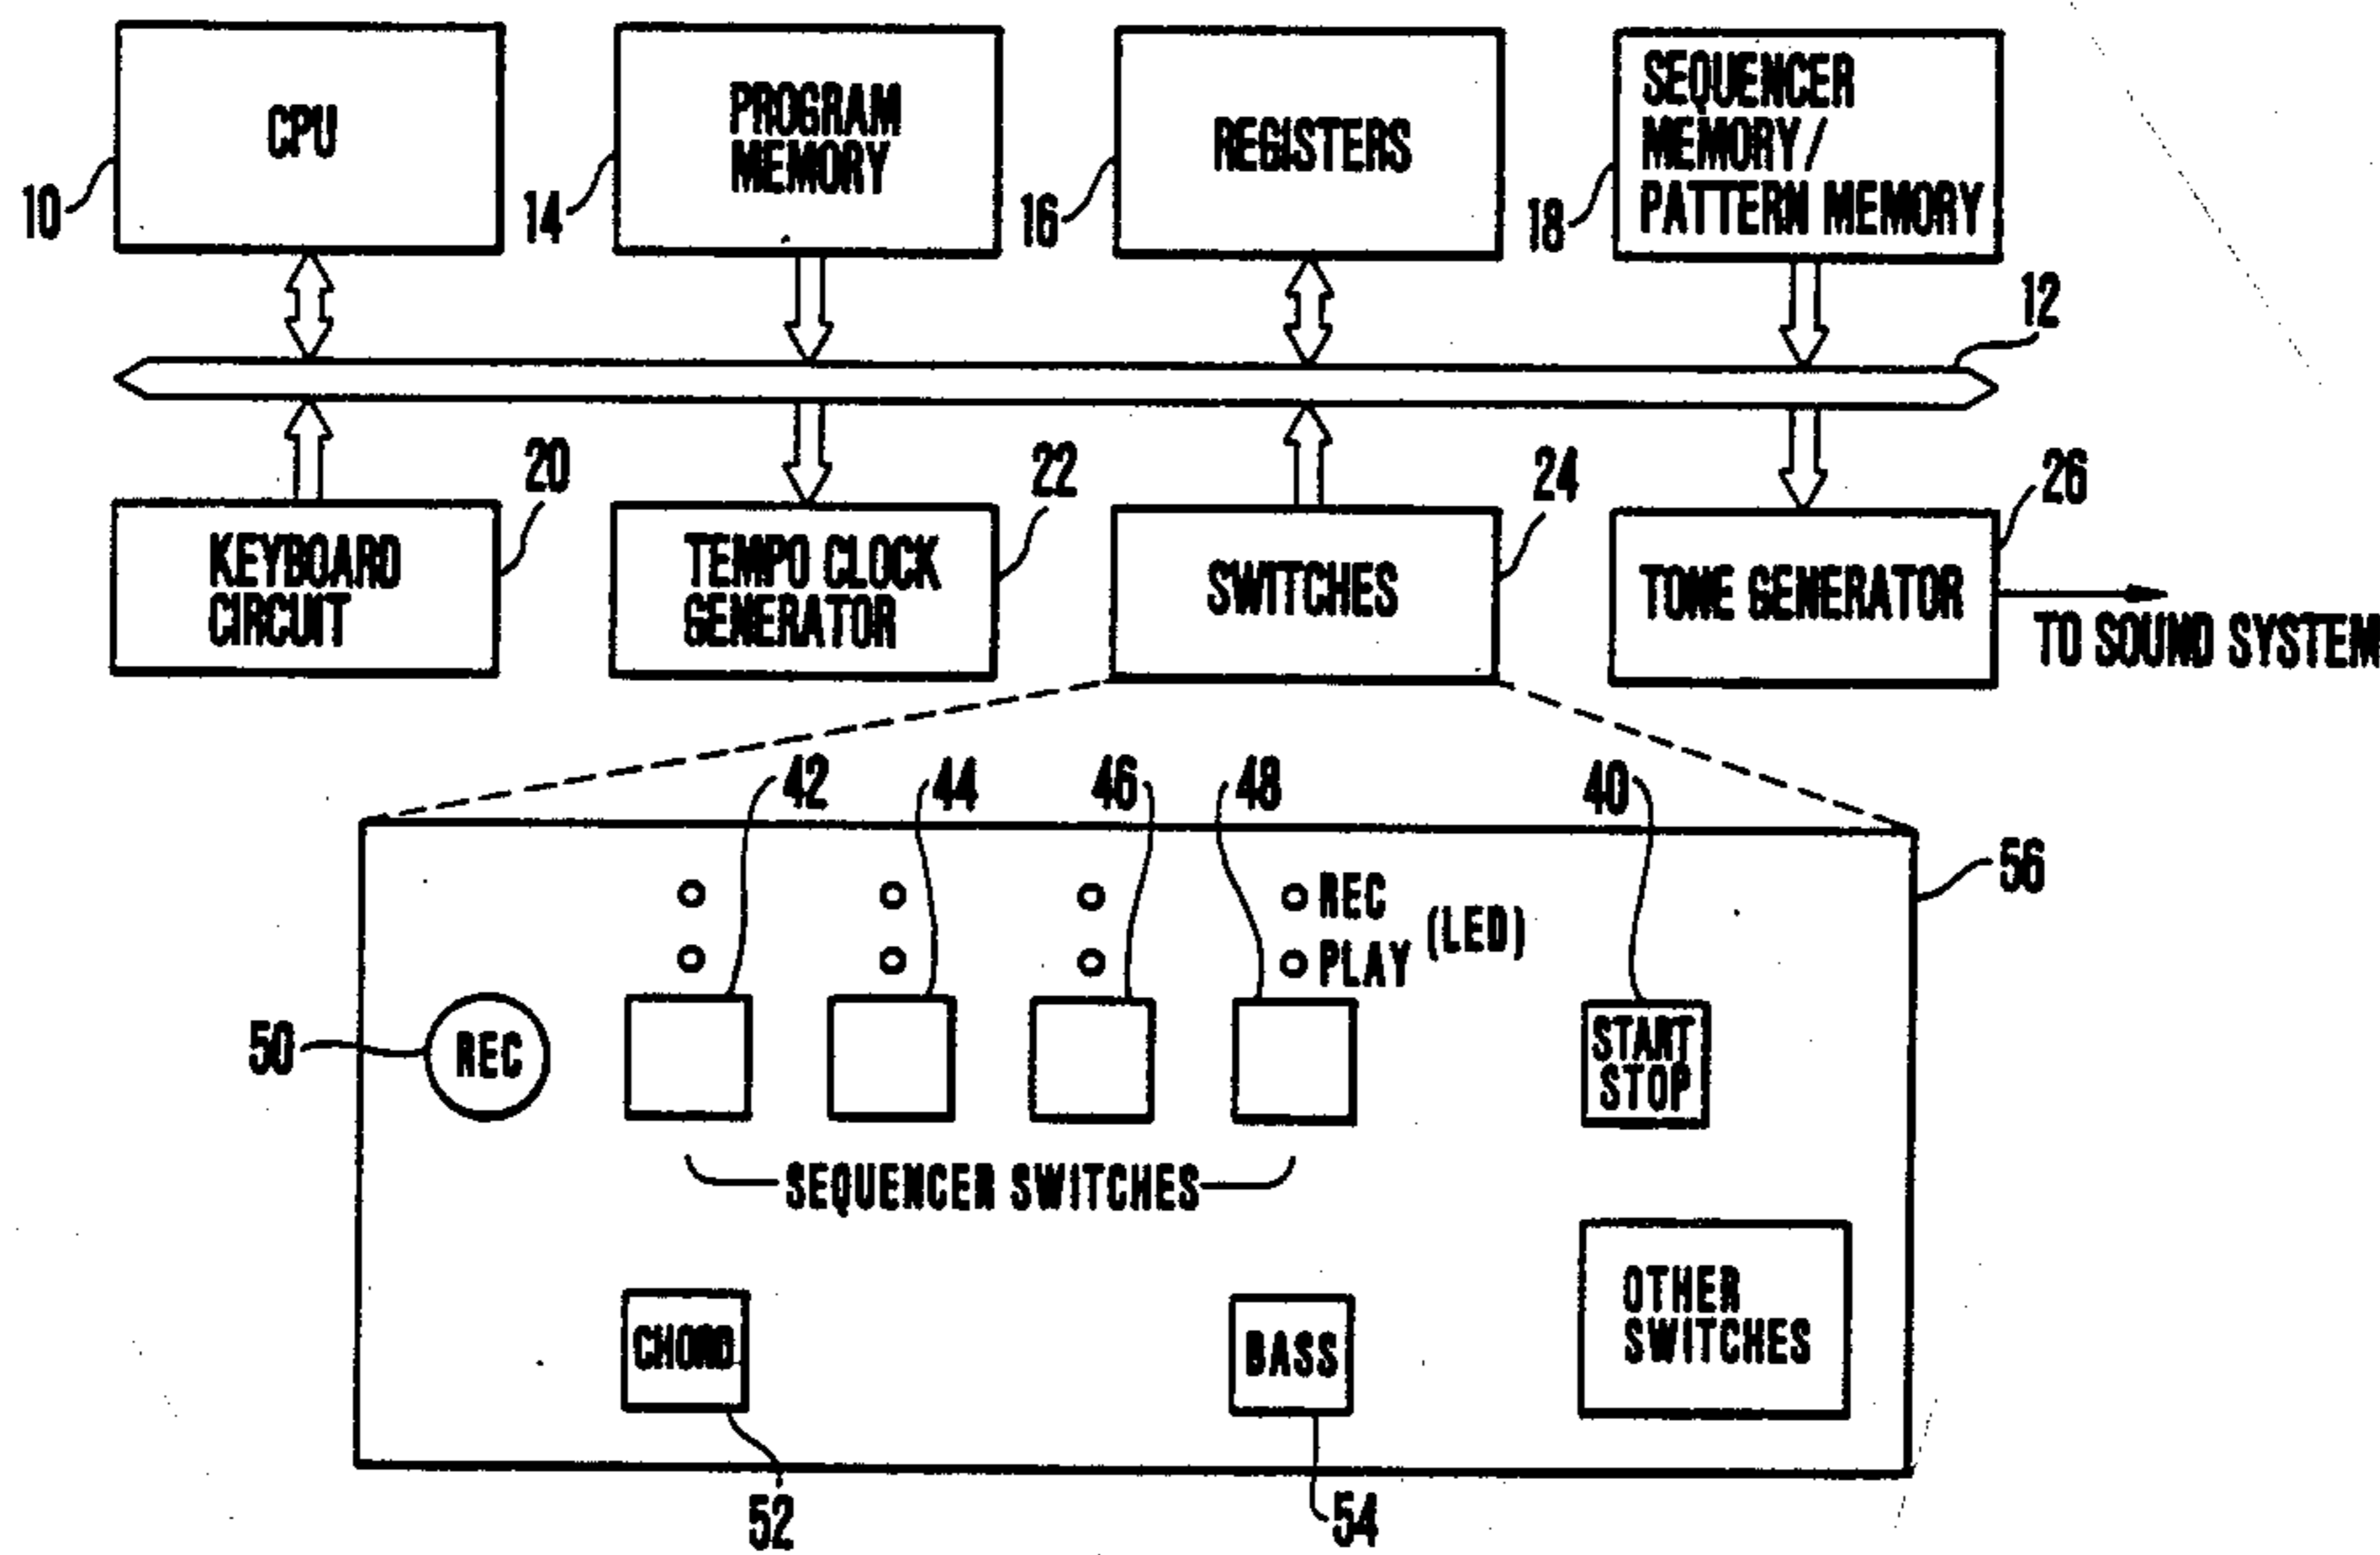 CPU
PROGRAM
MEMORY
REGISTERS
SEQUENCER
MEMORY/
PATTERN MEMORY
10
14
16
18
12
20
22
24
26
KEYBOARD
CIRCUIT
TEMPO CLOCK
GENERATOR
SWITCHES
TONE GENERATOR
TO SOUND SYSTEM
42
44
46
48
40
56
REC
PLAY
(LED)
50
REC
START
STOP
SEQUENCER SWITCHES
CHORD
BASS
OTHER
SWITCHES
52
54